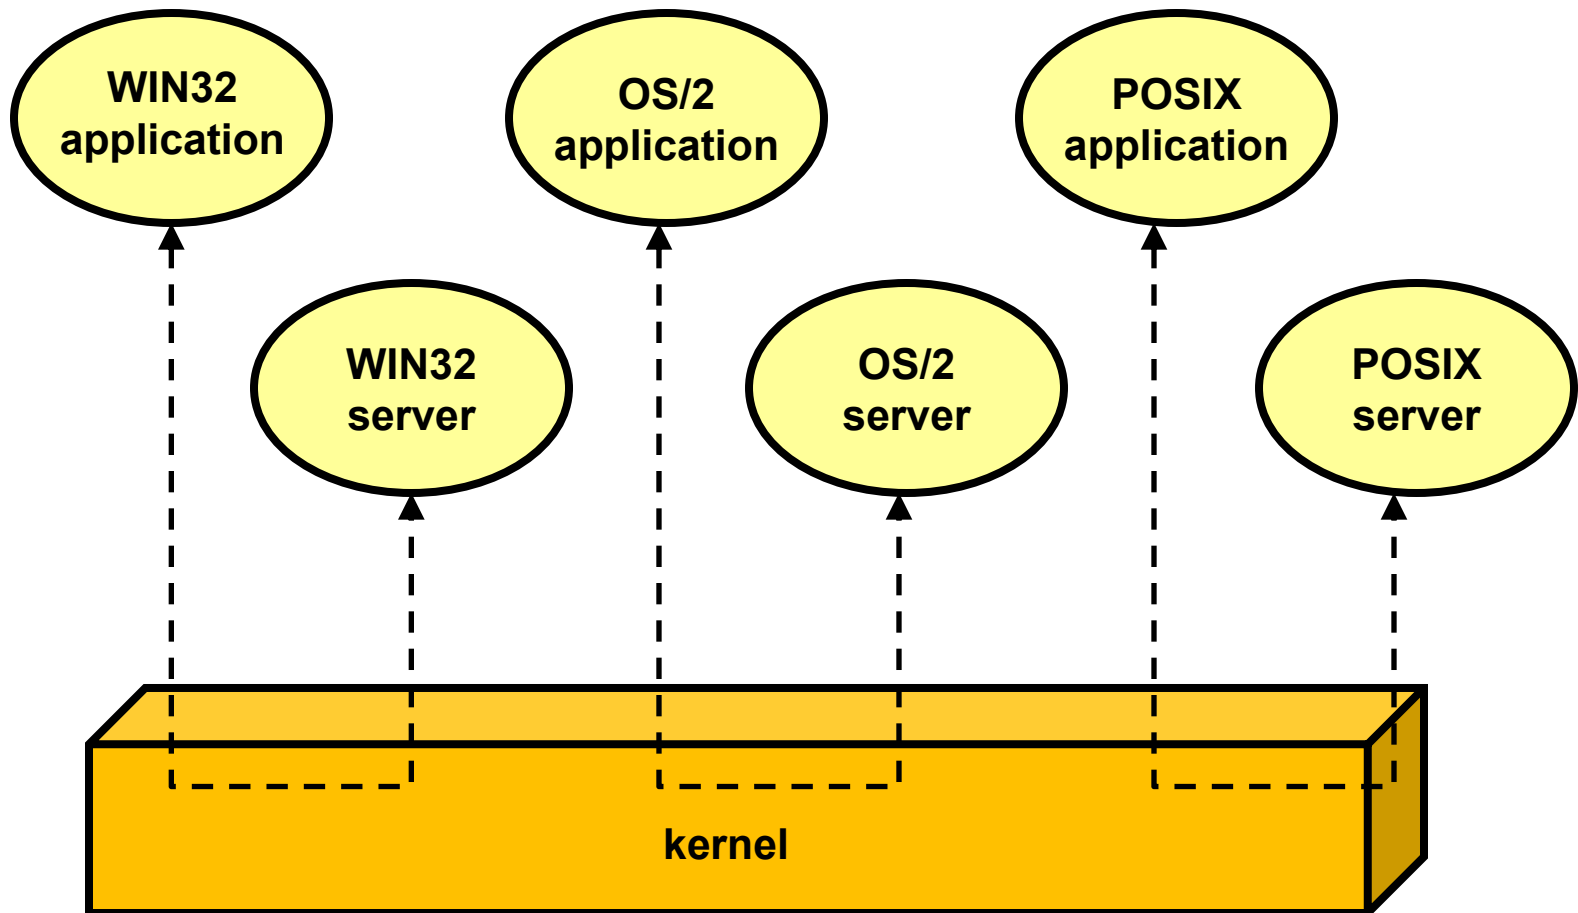 WIN32
application
OS/2
application
POSIX
application
WIN32
server
OS/2
server
POSIX
server
kernel